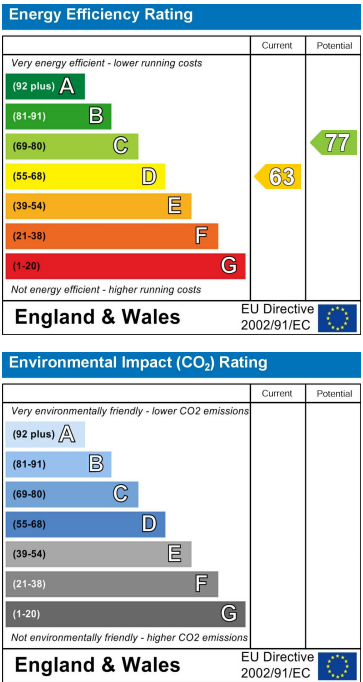 Energy Efficiency Rating
Current Potential
Very energy efficient - lower running costs
(92 plus) A
(81-91) B
(69-80) C
77
(55-68) D
63
(39-54) E
(21-38) F
(1-20) G
Not energy efficient - higher running costs
England & Wales
EU Directive
2002/91/EC
Environmental Impact (CO₂) Rating
Current Potential
Very environmentally friendly - lower CO2 emissions
(92 plus) A
(81-91) B
(69-80) C
(55-68) D
(39-54) E
(21-38) F
(1-20) G
Not environmentally friendly - higher CO2 emissions
England & Wales
EU Directive
2002/91/EC